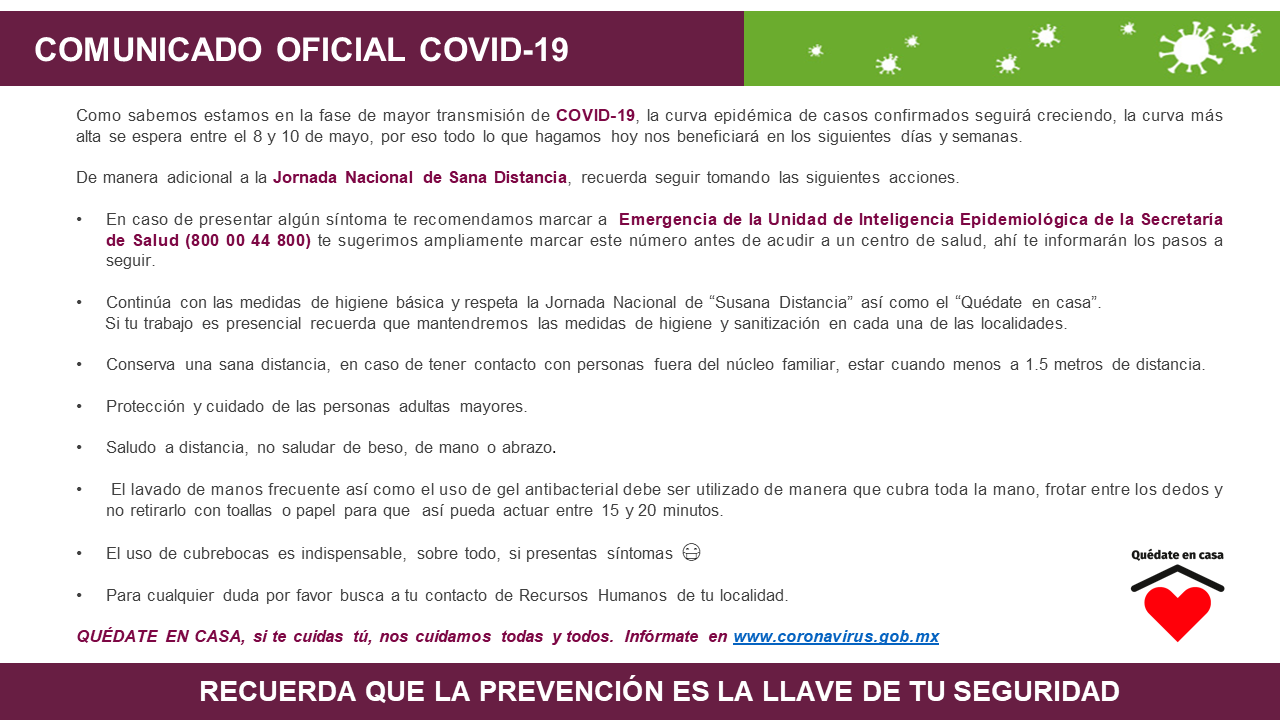 COMUNICADO OFICIAL COVID-19
Como sabemos estamos en la fase de mayor transmisión de COVID-19, la curva epidémica de casos confirmados seguirá creciendo, la curva más
alta se espera entre el 8 y 10 de mayo, por eso todo lo que hagamos hoy nos beneficiará en los siguientes días y semanas.
De manera adicional a la Jornada Nacional de Sana Distancia, recuerda seguir tomando las siguientes acciones.
• En caso de presentar algún síntoma te recomendamos marcar a Emergencia de la Unidad de Inteligencia Epidemiológica de la Secretaría
de Salud (800 00 44 800) te sugerimos ampliamente marcar este número antes de acudir a un centro de salud, ahí te informarán los pasos a
seguir.
• Continúa con las medidas de higiene básica y respeta la Jornada Nacional de “Susana Distancia” así como el “Quédate en casa”.
Si tu trabajo es presencial recuerda que mantendremos las medidas de higiene y sanitización en cada una de las localidades.
• Conserva una sana distancia, en caso de tener contacto con personas fuera del núcleo familiar, estar cuando menos a 1.5 metros de distancia.
• Protección y cuidado de las personas adultas mayores.
• Saludo a distancia, no saludar de beso, de mano o abrazo.
• El lavado de manos frecuente así como el uso de gel antibacterial debe ser utilizado de manera que cubra toda la mano, frotar entre los dedos y
no retirarlo con toallas o papel para que así pueda actuar entre 15 y 20 minutos.
• El uso de cubrebocas es indispensable, sobre todo, si presentas síntomas 😷
• Para cualquier duda por favor busca a tu contacto de Recursos Humanos de tu localidad.
Quédate en casa
QUÉDATE EN CASA, si te cuidas tú, nos cuidamos todas y todos. Infórmate en www.coronavirus.gob.mx
RECUERDA QUE LA PREVENCIÓN ES LA LLAVE DE TU SEGURIDAD